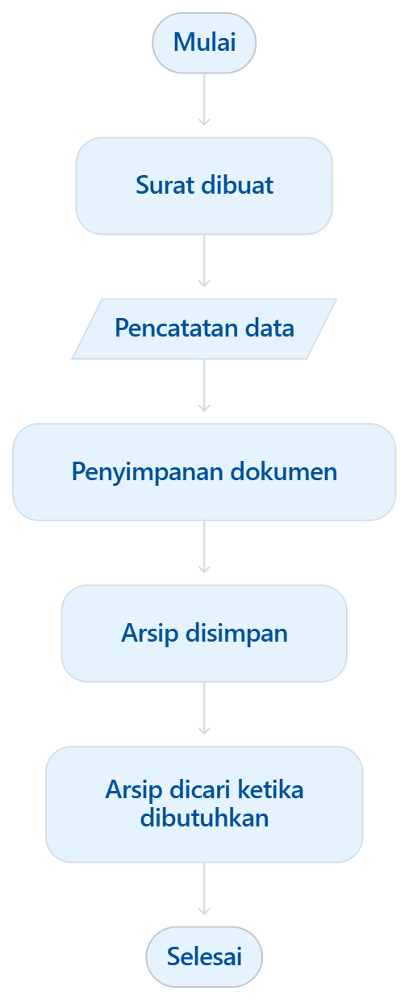 Mulai
Surat dibuat
Pencatatan data
Penyimpanan dokumen
Arsip disimpan
Arsip dicari ketika
dibutuhkan
Selesai